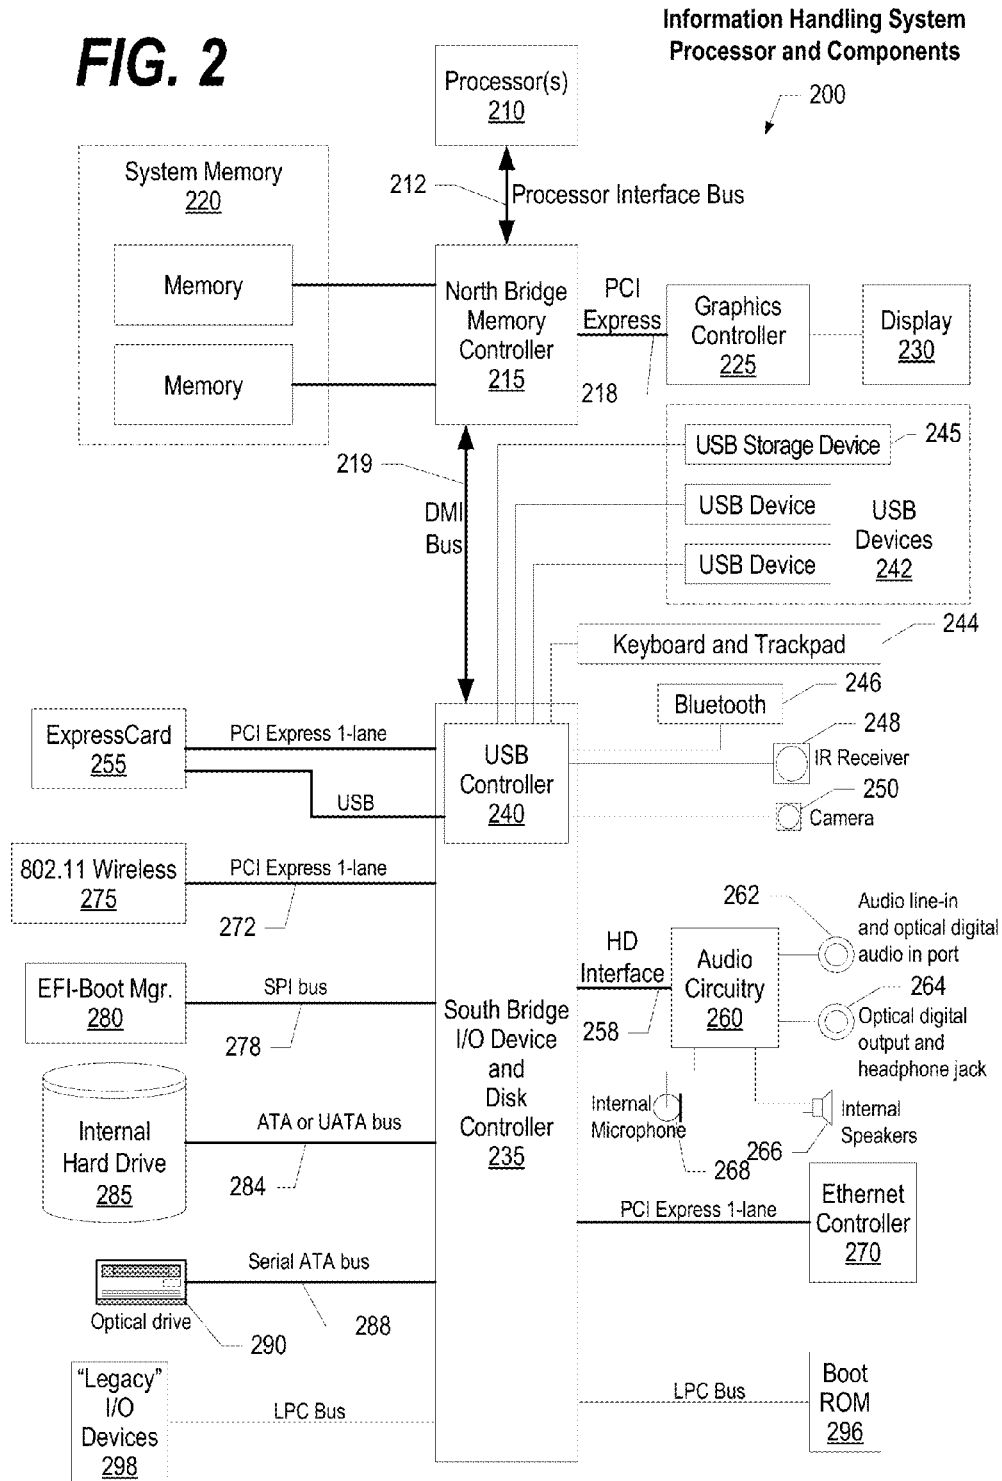 FIG. 2
Information Handling System
Processor and Components
200
Processor(s)
210
212
Processor Interface Bus
System Memory
220
Memory
Memory
North Bridge
Memory
Controller
215
PCI
Express
218
Graphics
Controller
225
Display
230
219
DMI
Bus
USB Storage Device
245
USB Device
USB Device
USB
Devices
242
Keyboard and Trackpad
244
Bluetooth
246
248
IR Receiver
250
Camera
ExpressCard
255
PCI Express 1-lane
USB
USB
Controller
240
802.11 Wireless
275
PCI Express 1-lane
272
EFI-Boot Mgr.
280
SPI bus
278
South Bridge
I/O Device
and
Disk
Controller
235
HD
Interface
258
Audio
Circuitry
260
262
Audio line-in
and optical digital
audio in port
264
Optical digital
output and
headphone jack
Internal
Microphone
268
266
Internal
Speakers
Internal
Hard Drive
285
ATA or UATA bus
284
PCI Express 1-lane
Ethernet
Controller
270
Optical drive
290
Serial ATA bus
288
"Legacy"
I/O
Devices
298
LPC Bus
LPC Bus
Boot
ROM
296